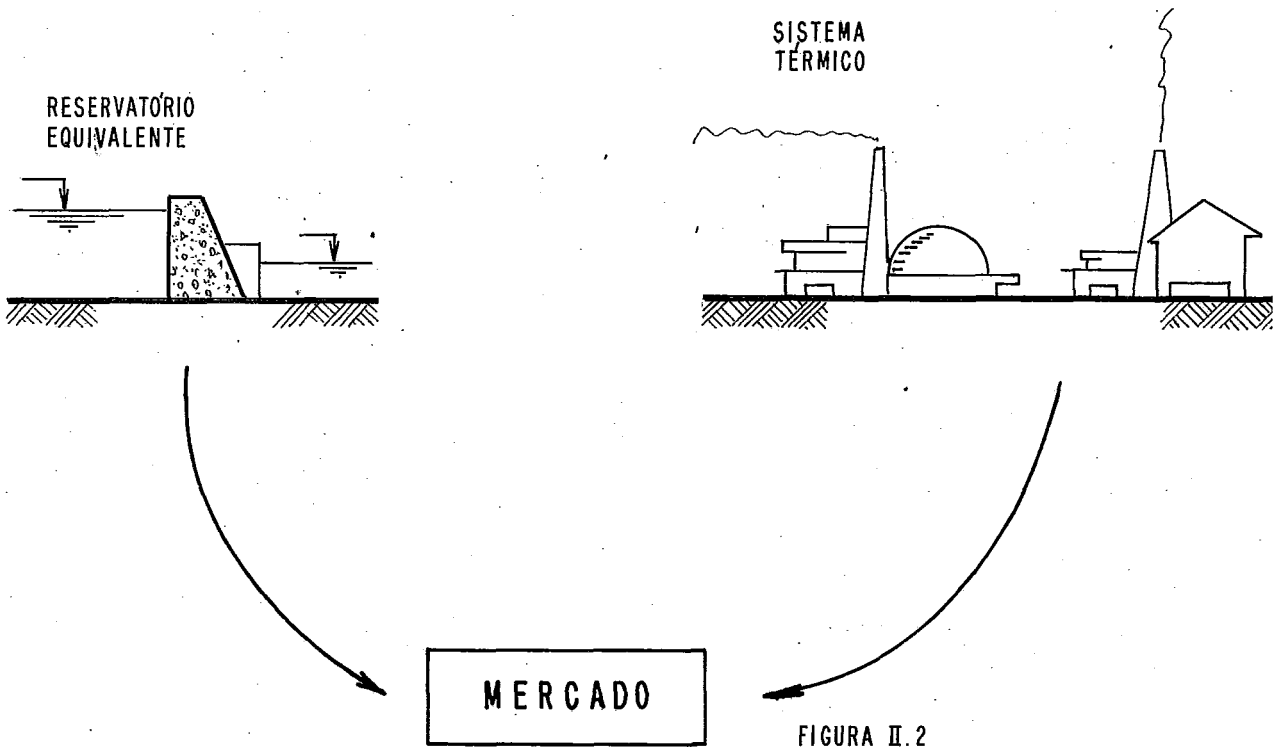 RESERVATÓRIO
EQUIVALENTE
SISTEMA
TÉRMICO
MERCADO
FIGURA II.2